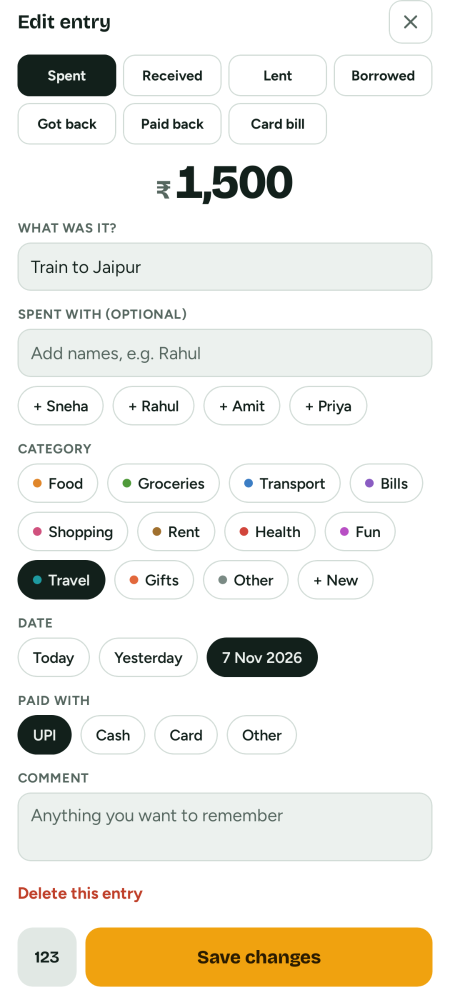 Edit entry
Spent Received Lent Borrowed
Got back Paid back Card bill
₹ 1,500
WHAT WAS IT?
Train to Jaipur
SPENT WITH (OPTIONAL)
Add names, e.g. Rahul
+ Sneha + Rahul + Amit + Priya
CATEGORY
Food Groceries Transport Bills
Shopping Rent Health Fun
Travel Gifts Other + New
DATE
Today Yesterday 7 Nov 2026
PAID WITH
UPI Cash Card Other
COMMENT
Anything you want to remember
Delete this entry
123 Save changes